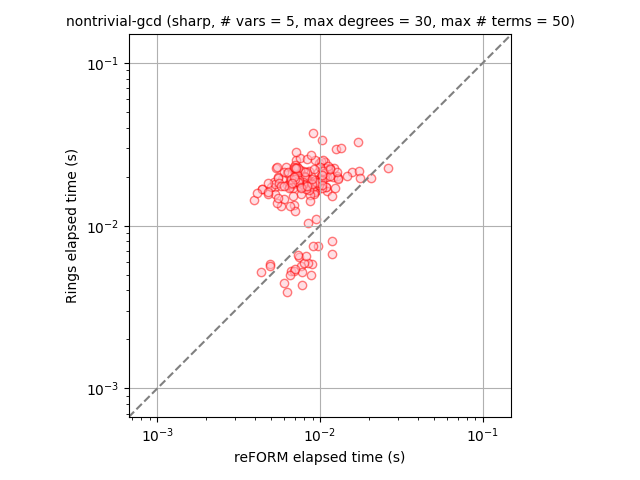 nontrivial-gcd (sharp, # vars = 5, max degrees = 30, max # terms = 50)
Rings elapsed time (s)
10⁻¹
10⁻²
10⁻³
10⁻³ 10⁻² 10⁻¹
reFORM elapsed time (s)